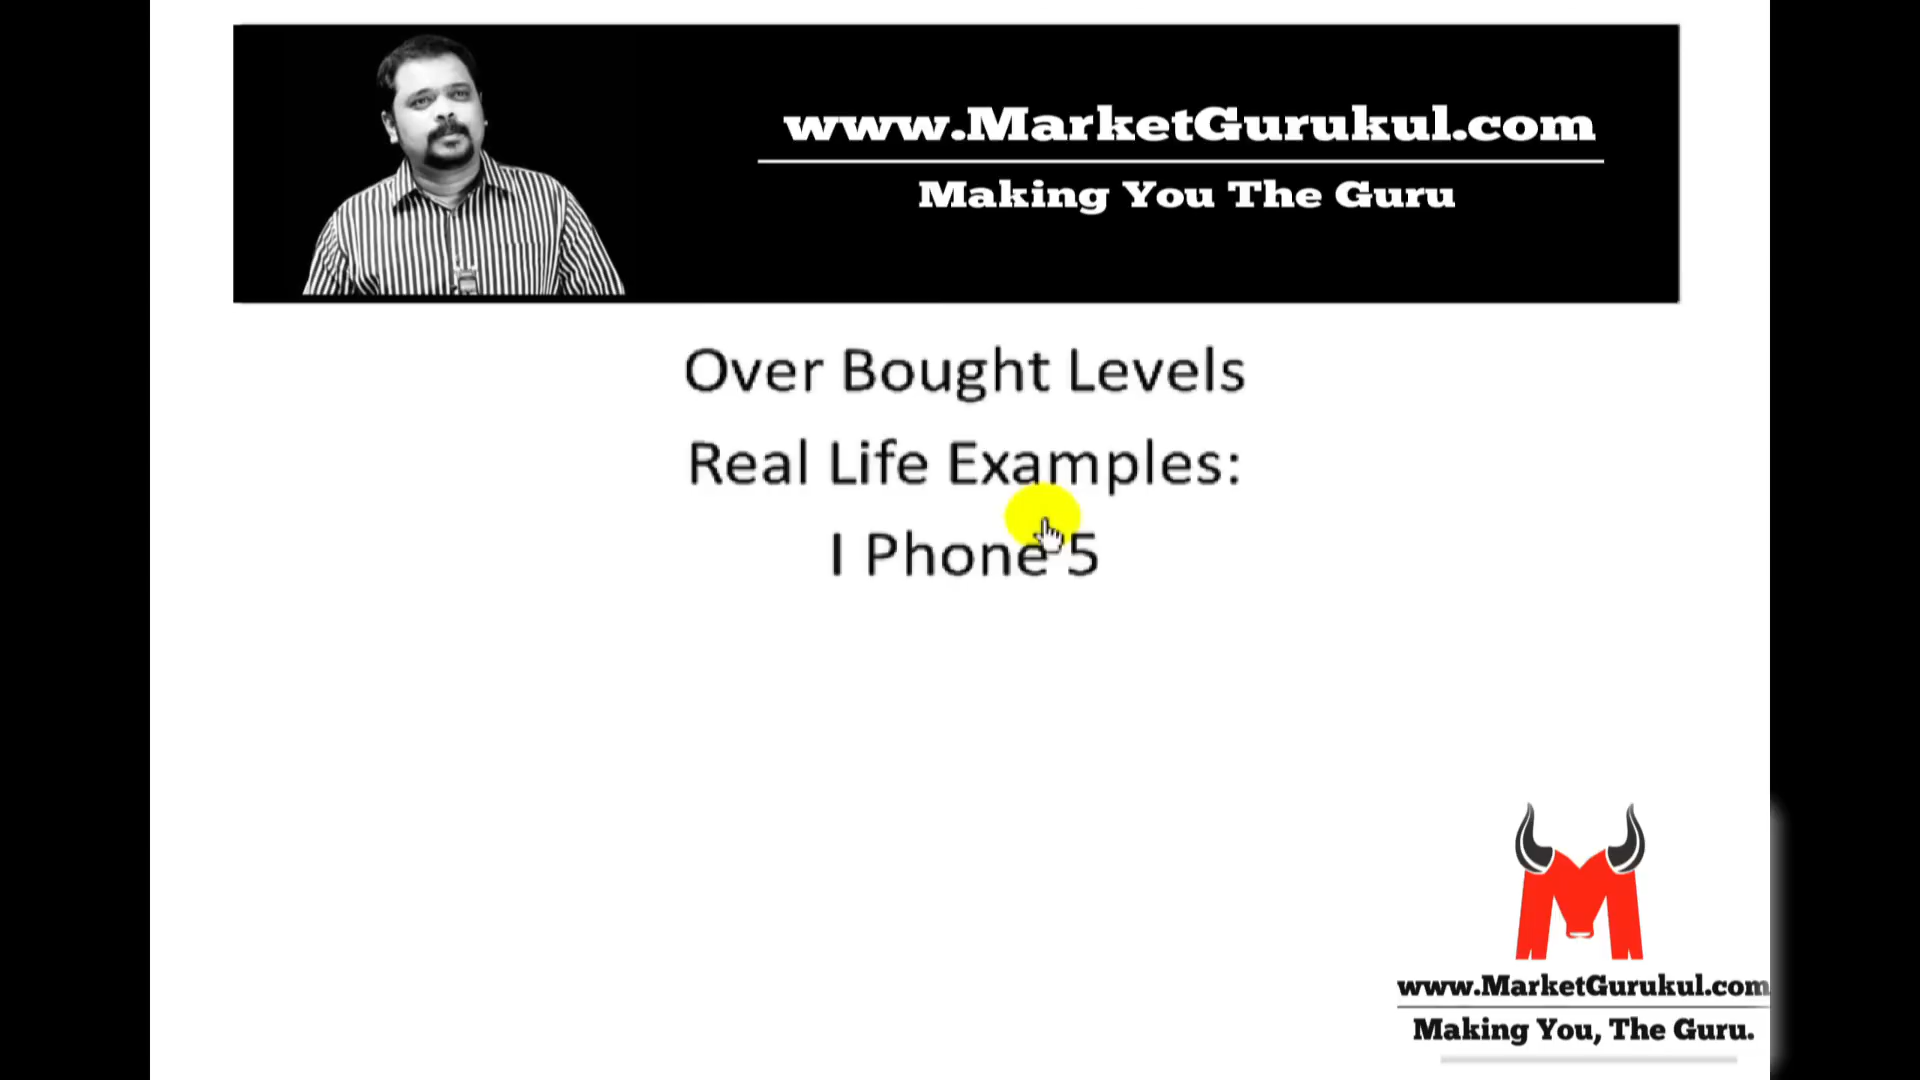 www.MarketGurukul.com
Making You The Guru
Over Bought Levels
Real Life Examples:
I Phone 5
www.MarketGurukul.com
Making You, The Guru.